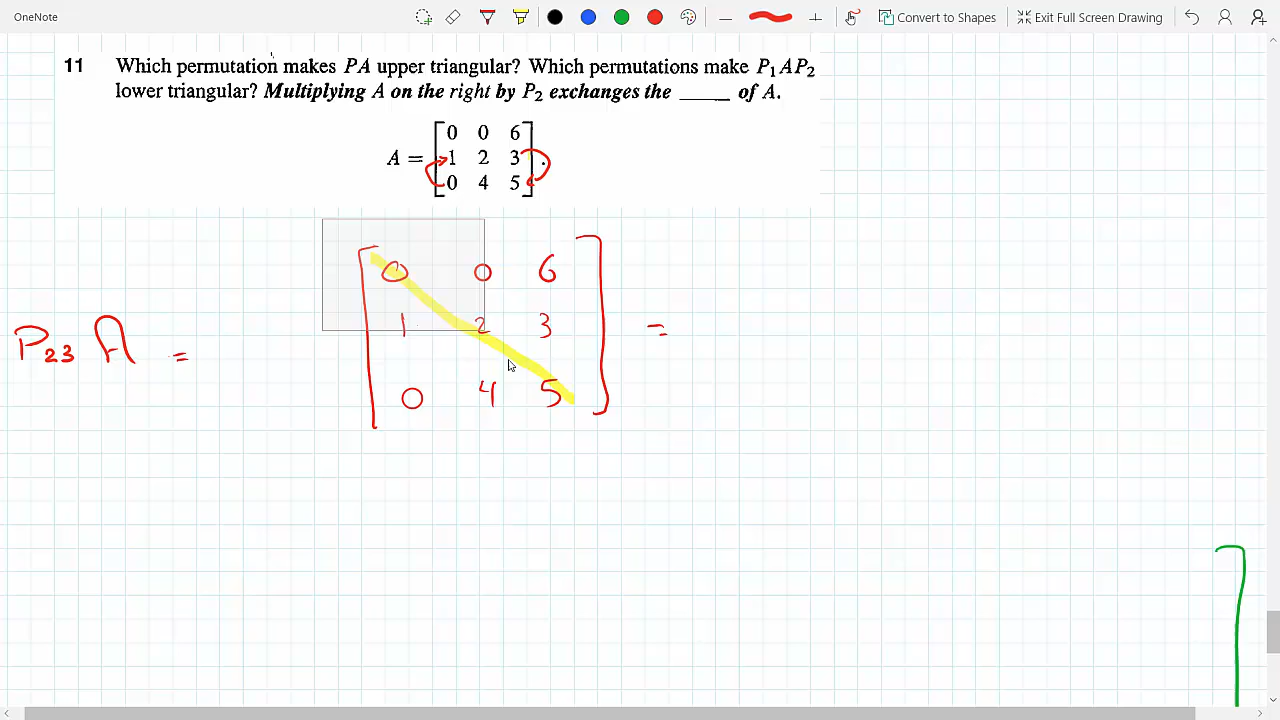 OneNote
Convert to Shapes
Exit Full Screen Drawing
11 Which permutation makes PA upper triangular? Which permutations make P₁AP₂
lower triangular? Multiplying A on the right by P₂ exchanges the _____ of A.
A = [0 0 6
1 2 3
0 4 5].
0 0 6
1 2 3
P₂₃ A = =
0 4 5